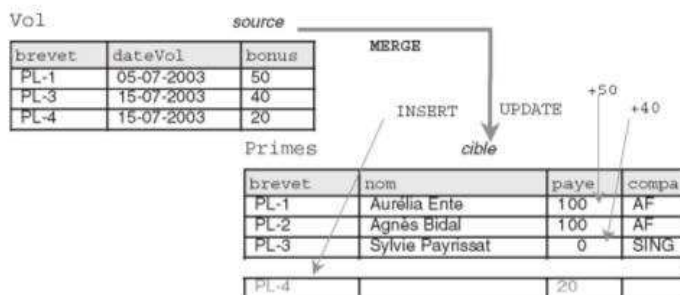 Vol
source
MERGE
brevet dateVol bonus
PL-1 05-07-2003 50
PL-3 15-07-2003 40
PL-4 15-07-2003 20
INSERT UPDATE +50 +40
Primes cible
brevet nom paye compa
PL-1 Aurélia Ente 100 AF
PL-2 Agnès Bidal 100 AF
PL-3 Sylvie Payrissat 0 SING
PL-4 20